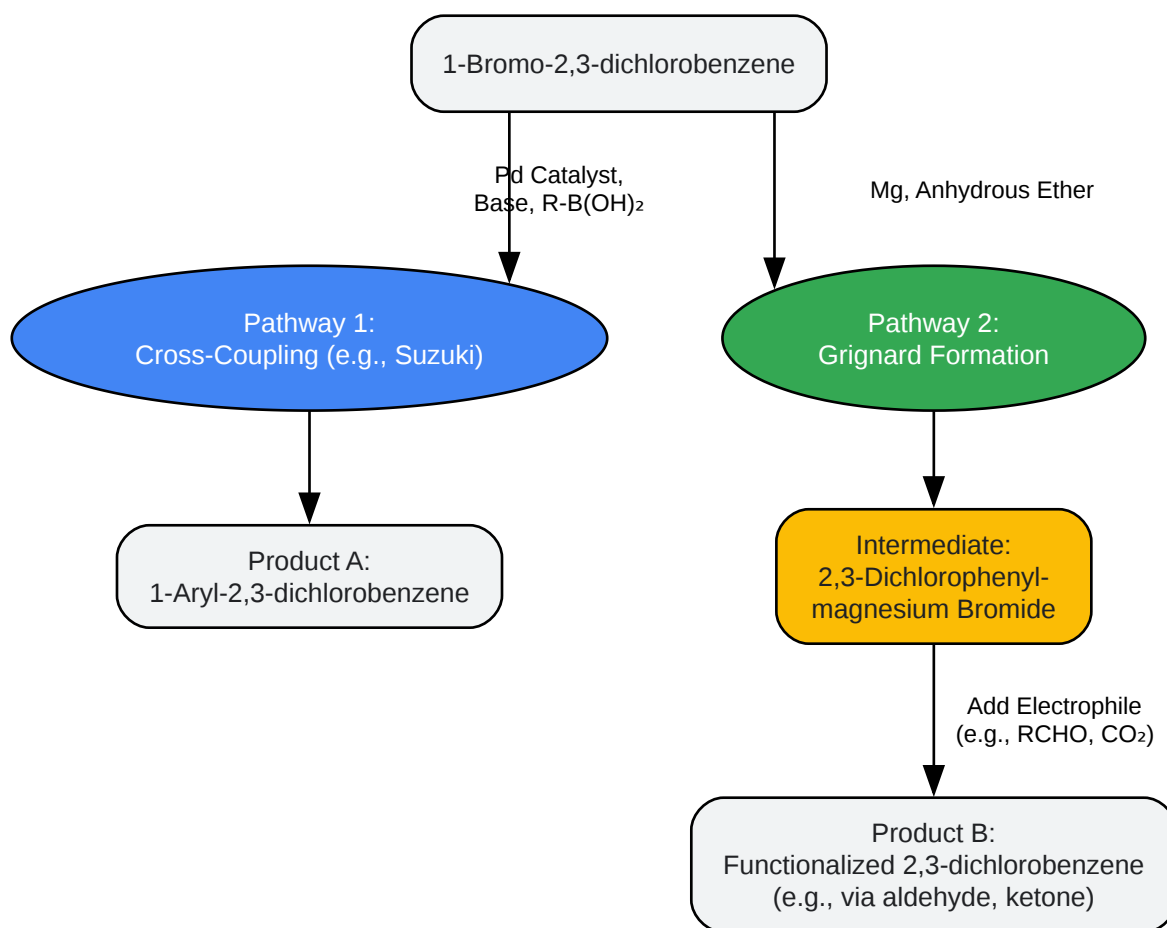 1-Bromo-2,3-dichlorobenzene
Pd Catalyst,
Base, R-B(OH)₂
Mg, Anhydrous Ether
Pathway 1:
Cross-Coupling (e.g., Suzuki)
Pathway 2:
Grignard Formation
Product A:
1-Aryl-2,3-dichlorobenzene
Intermediate:
2,3-Dichlorophenyl-
magnesium Bromide
Add Electrophile
(e.g., RCHO, CO₂)
Product B:
Functionalized 2,3-dichlorobenzene
(e.g., via aldehyde, ketone)